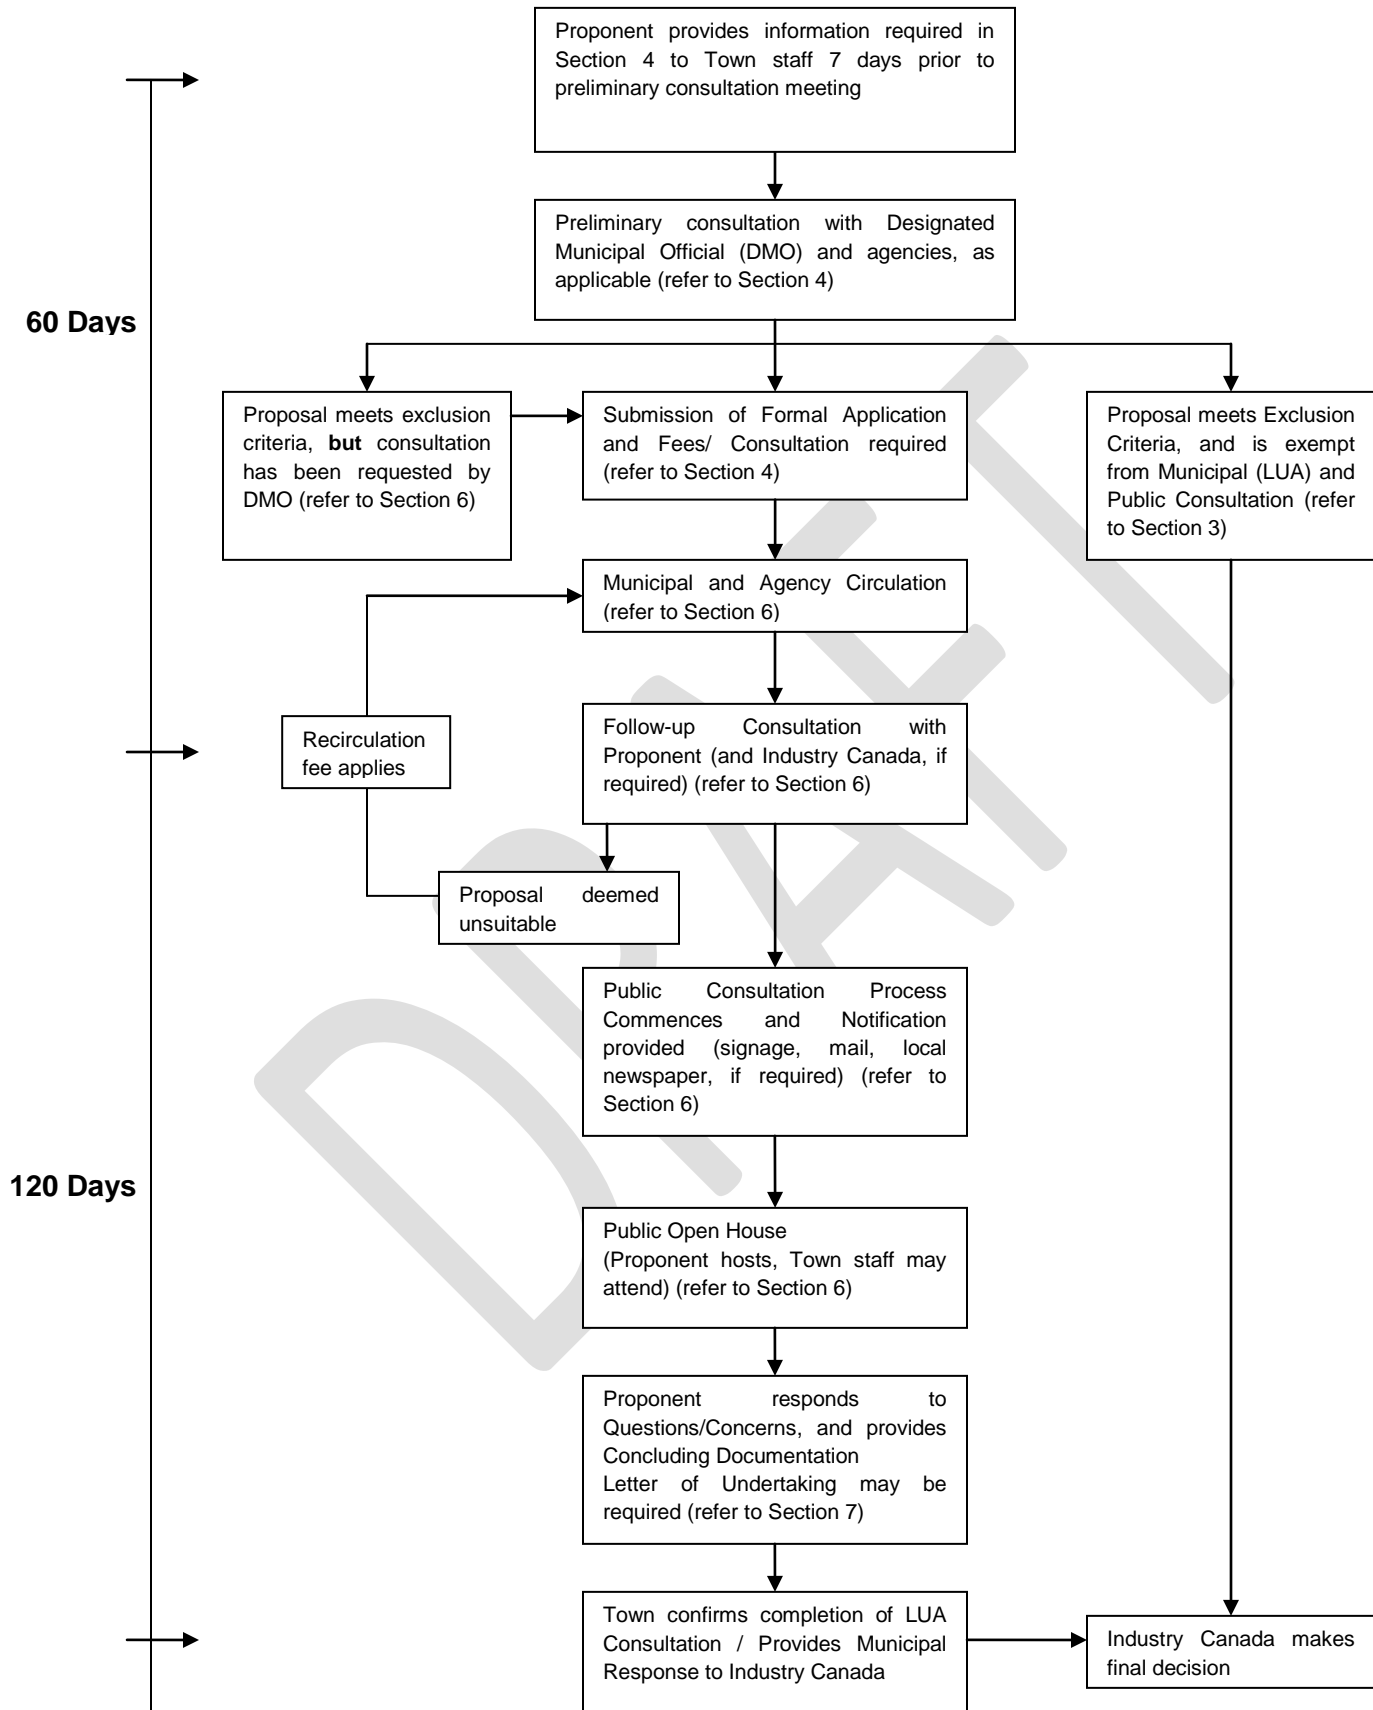 Proponent provides information required in
Section 4 to Town staff 7 days prior to
preliminary consultation meeting
Preliminary consultation with Designated
Municipal Official (DMO) and agencies, as
applicable (refer to Section 4)
60 Days
Proposal meets exclusion
criteria, but consultation
has been requested by
DMO (refer to Section 6)
Submission of Formal Application
and Fees/ Consultation required
(refer to Section 4)
Proposal meets Exclusion
Criteria, and is exempt
from Municipal (LUA) and
Public Consultation (refer
to Section 3)
Municipal and Agency Circulation
(refer to Section 6)
Recirculation
fee applies
Follow-up Consultation with
Proponent (and Industry Canada, if
required) (refer to Section 6)
Proposal deemed
unsuitable
Public Consultation Process
Commences and Notification
provided (signage, mail, local
newspaper, if required) (refer to
Section 6)
120 Days
Public Open House
(Proponent hosts, Town staff may
attend) (refer to Section 6)
Proponent responds to
Questions/Concerns, and provides
Concluding Documentation
Letter of Undertaking may be
required (refer to Section 7)
Town confirms completion of LUA
Consultation / Provides Municipal
Response to Industry Canada
Industry Canada makes
final decision
DRAFT